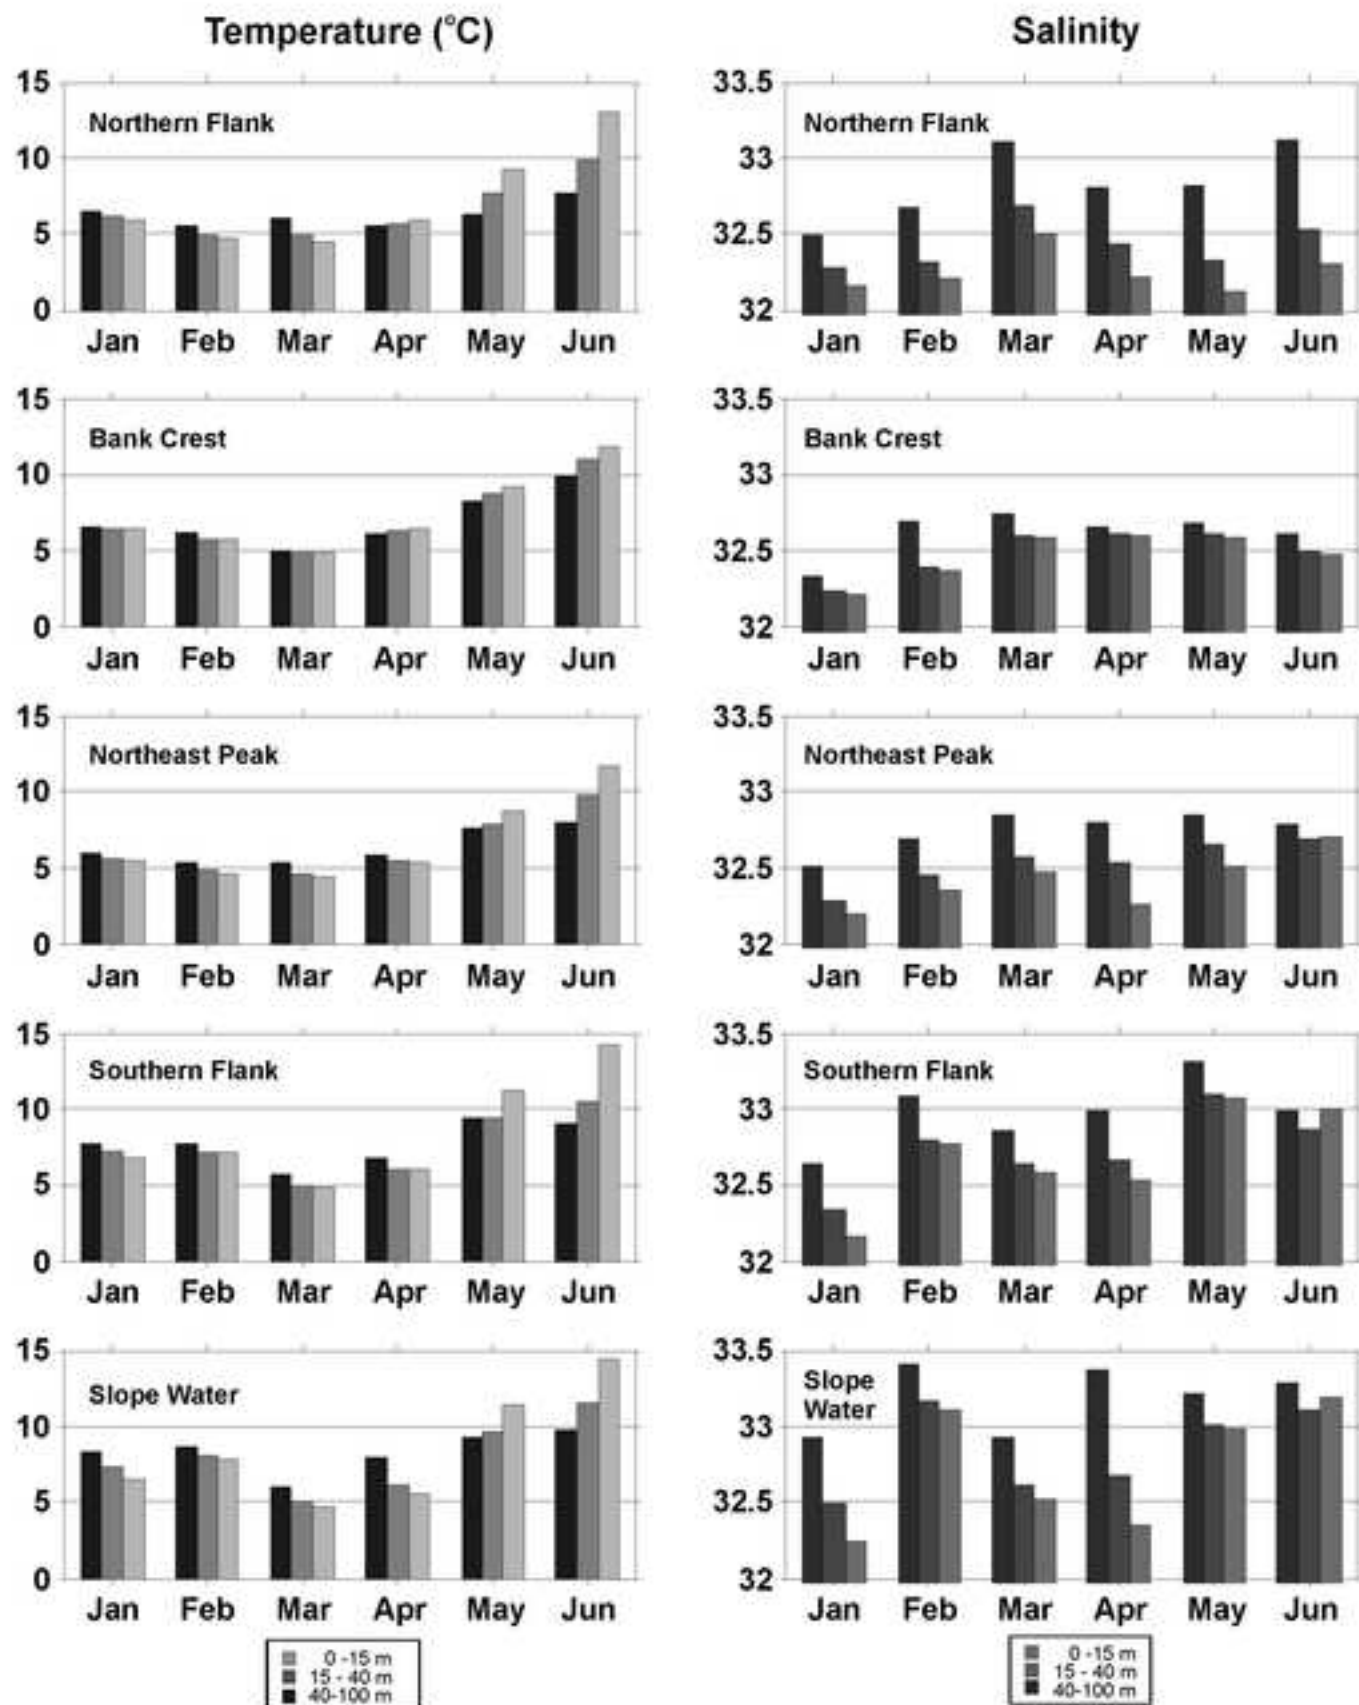 Temperature (°C)
Salinity
15
Northern Flank
10
5
0
Jan Feb Mar Apr May Jun
33.5
Northern Flank
33
32.5
32
Jan Feb Mar Apr May Jun
15
Bank Crest
10
5
0
Jan Feb Mar Apr May Jun
33.5
Bank Crest
33
32.5
32
Jan Feb Mar Apr May Jun
15
Northeast Peak
10
5
0
Jan Feb Mar Apr May Jun
33.5
Northeast Peak
33
32.5
32
Jan Feb Mar Apr May Jun
15
Southern Flank
10
5
0
Jan Feb Mar Apr May Jun
33.5
Southern Flank
33
32.5
32
Jan Feb Mar Apr May Jun
15
Slope Water
10
5
0
Jan Feb Mar Apr May Jun
33.5
Slope
Water
33
32.5
32
Jan Feb Mar Apr May Jun
0 -15 m
15 - 40 m
40-100 m
0 -15 m
15 - 40 m
40-100 m